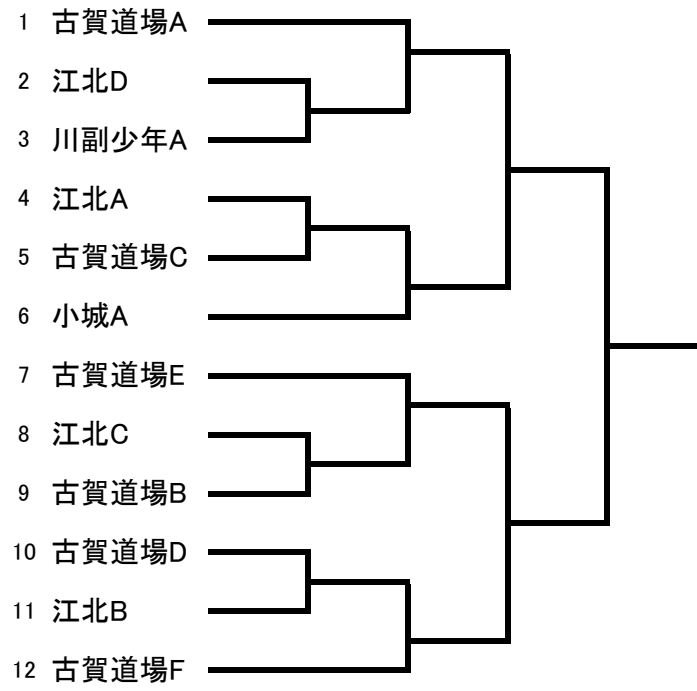 1 古賀道場A
2 江北D
3 川副少年A
4 江北A
5 古賀道場C
6 小城A
7 古賀道場E
8 江北C
9 古賀道場B
10 古賀道場D
11 江北B
12 古賀道場F